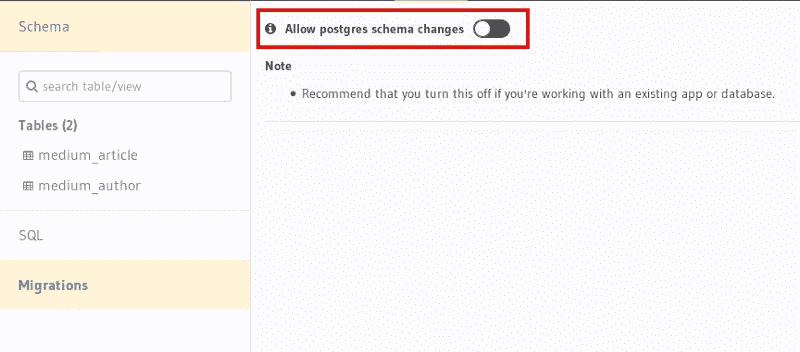 Schema
search table/view
Tables (2)
medium_article
medium_author
SQL
Migrations
Allow postgres schema changes
Note
Recommend that you turn this off if you're working with an existing app or database.